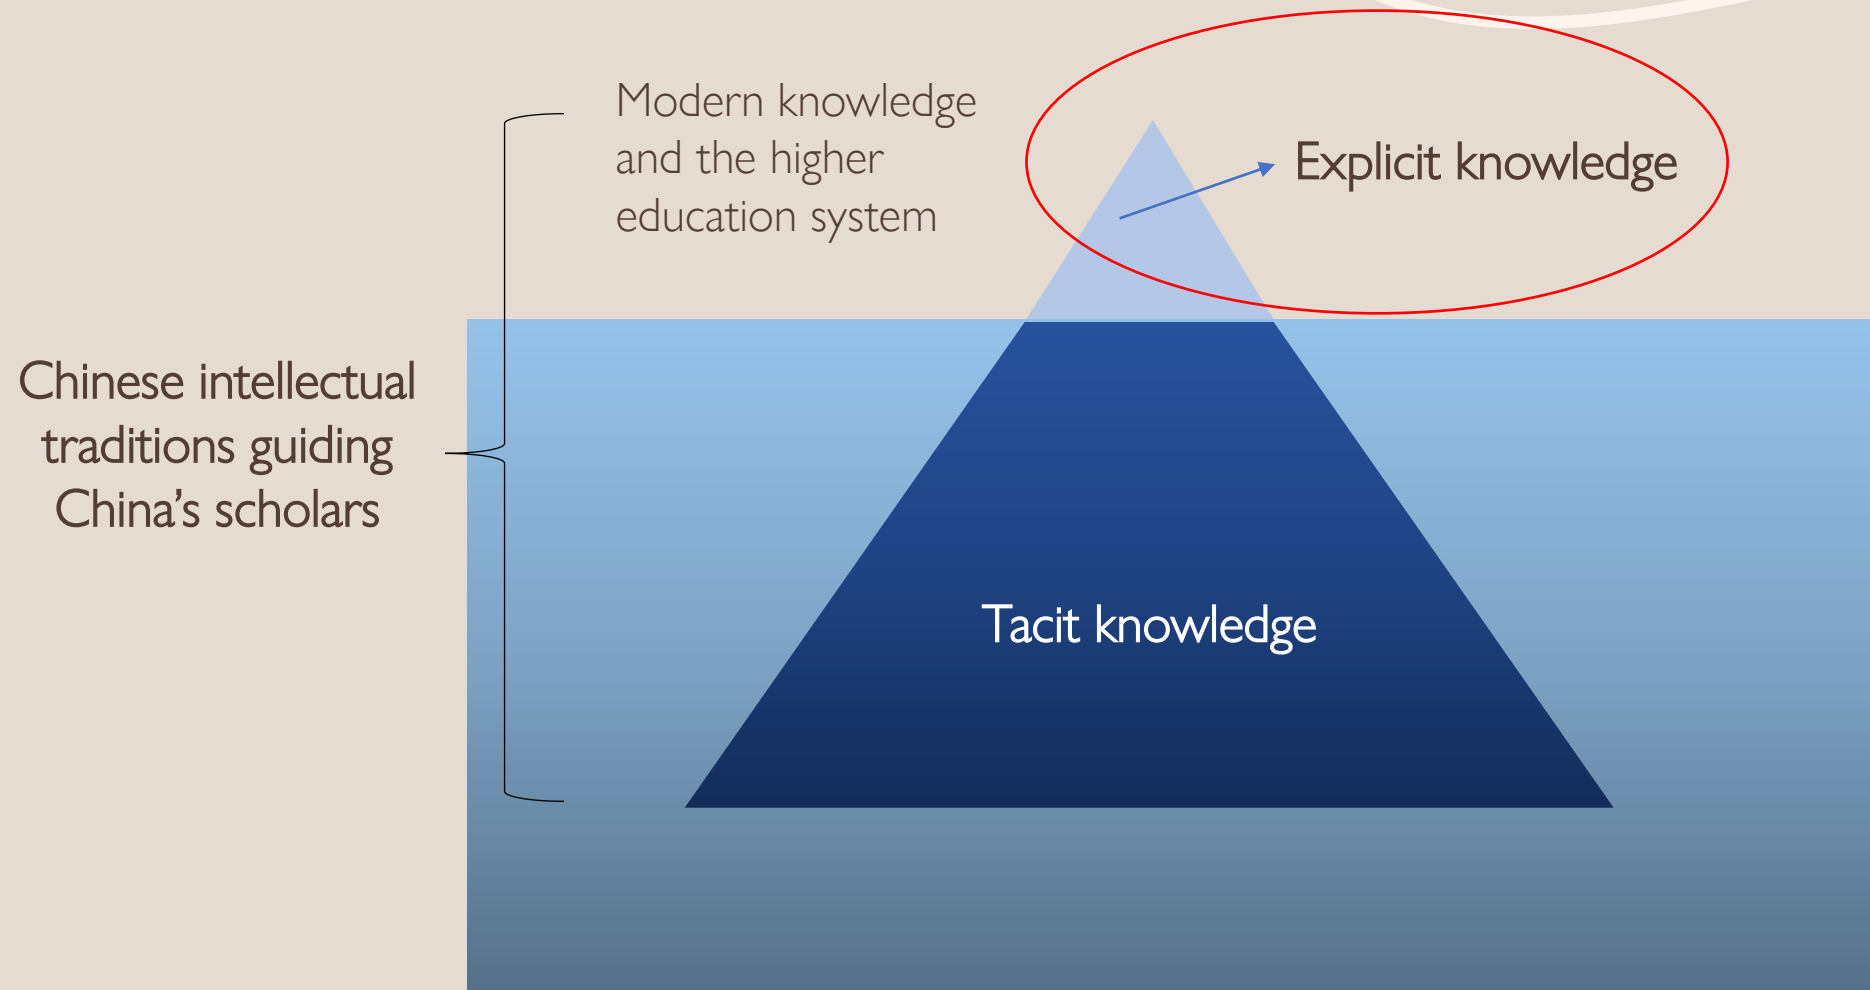 Modern knowledge
and the higher
education system
Explicit knowledge
Chinese intellectual
traditions guiding
China’s scholars
Tacit knowledge